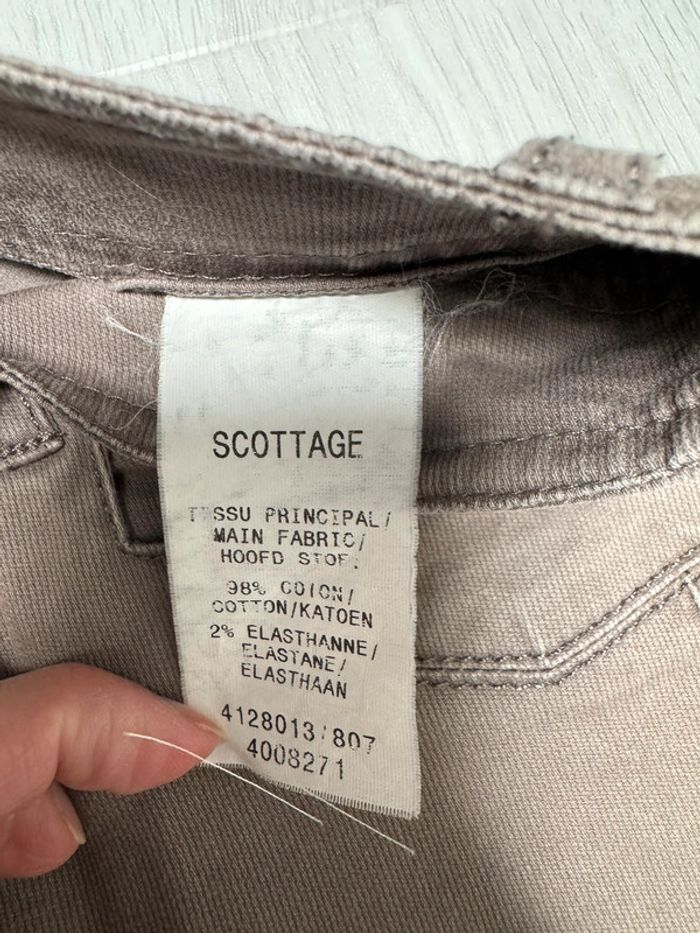 SCOTTAGE
TISSU PRINCIPAL/
MAIN FABRIC/
HOOFD STOF:
98% COTON/
COTTON/KATOEN
2% ELASTHANNE/
ELASTANE/
ELASTHAAN
4128013/807
4008271